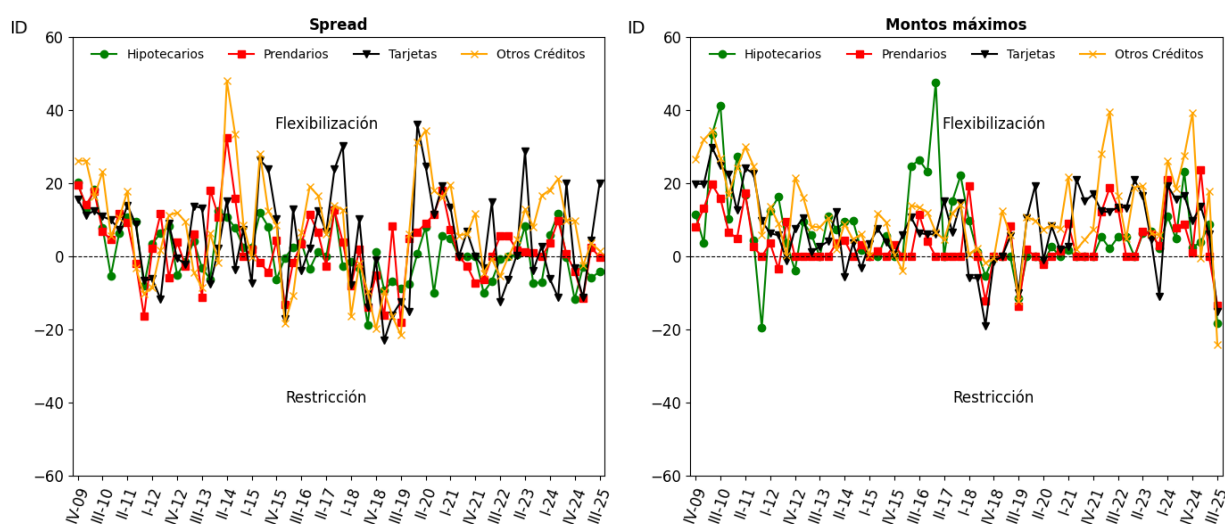 ID
Spread
60
40
20
0
−20
−40
−60
Hipotecarios Prendarios Tarjetas Otros Créditos
Flexibilización
Restricción
IV-09 III-10 II-11 I-12 IV-12 III-13 II-14 I-15 IV-15 III-16 II-17 I-18 IV-18 III-19 II-20 I-21 IV-21 III-22 II-23 I-24 IV-24 III-25
ID
Montos máximos
60
40
20
0
−20
−40
−60
Hipotecarios Prendarios Tarjetas Otros Créditos
Flexibilización
Restricción
IV-09 III-10 II-11 I-12 IV-12 III-13 II-14 I-15 IV-15 III-16 II-17 I-18 IV-18 III-19 II-20 I-21 IV-21 III-22 II-23 I-24 IV-24 III-25